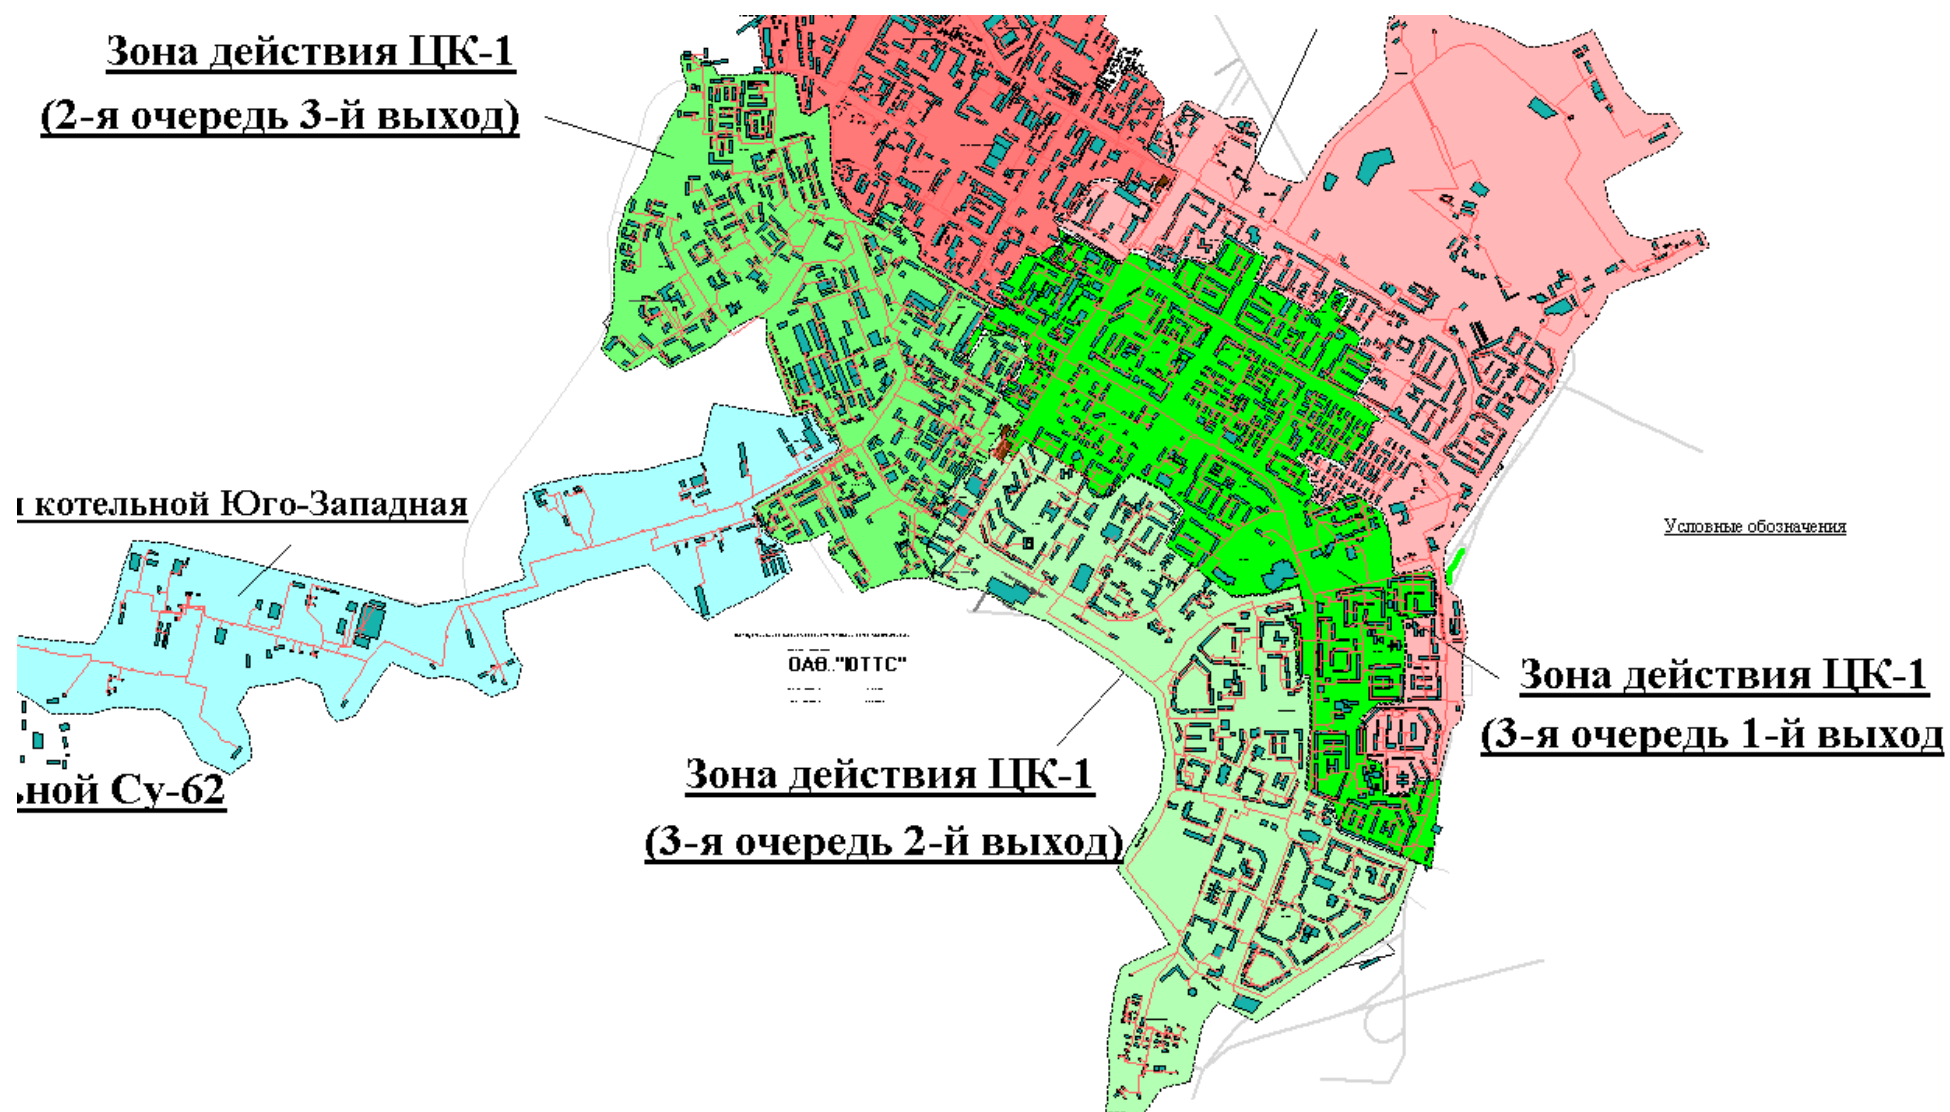 Зона действия ЦК-1
(2-я очередь 3-й выход)
котельной Юго-Западная
Условные обозначения
ОАО "ЮТТС"
Зона действия ЦК-1
(3-я очередь 1-й выход
Зона действия ЦК-1
(3-я очередь 2-й выход)
ьной Су-62